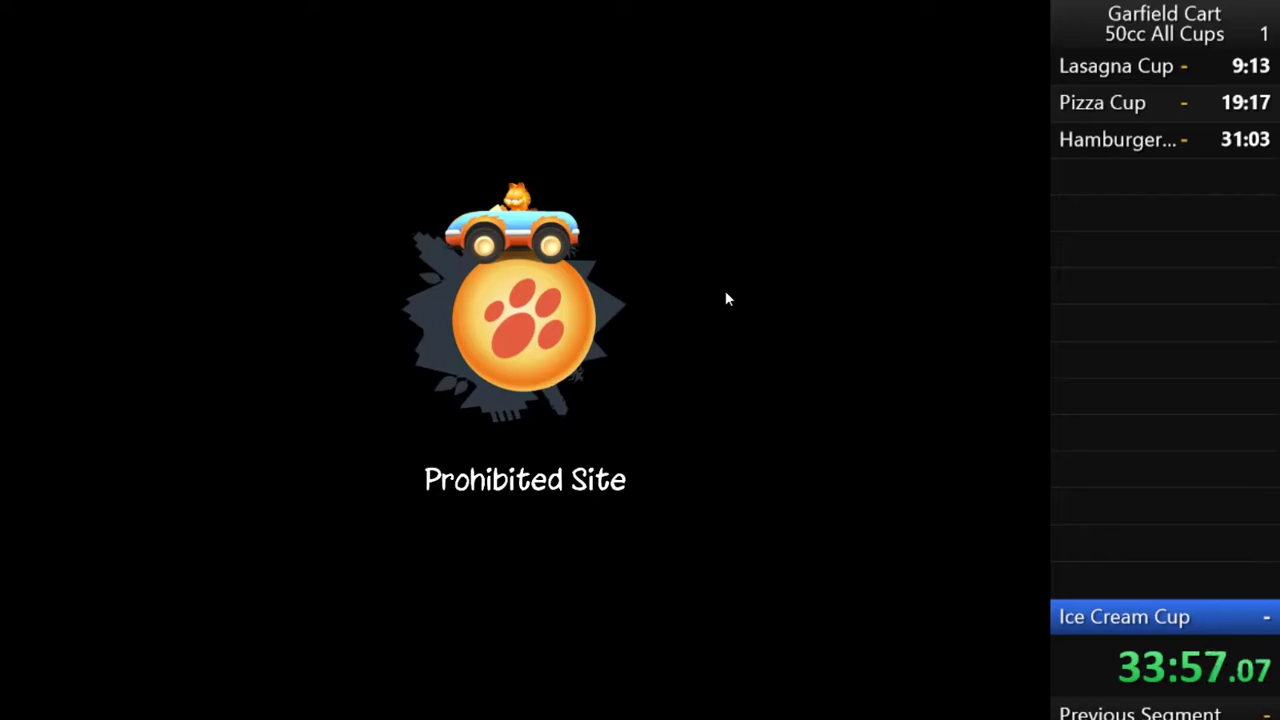 Garfield Cart
50cc All Cups 1
Lasagna Cup - 9:13
Pizza Cup - 19:17
Hamburger... - 31:03
Prohibited Site
Ice Cream Cup -
33:57.07
Previous Segment -